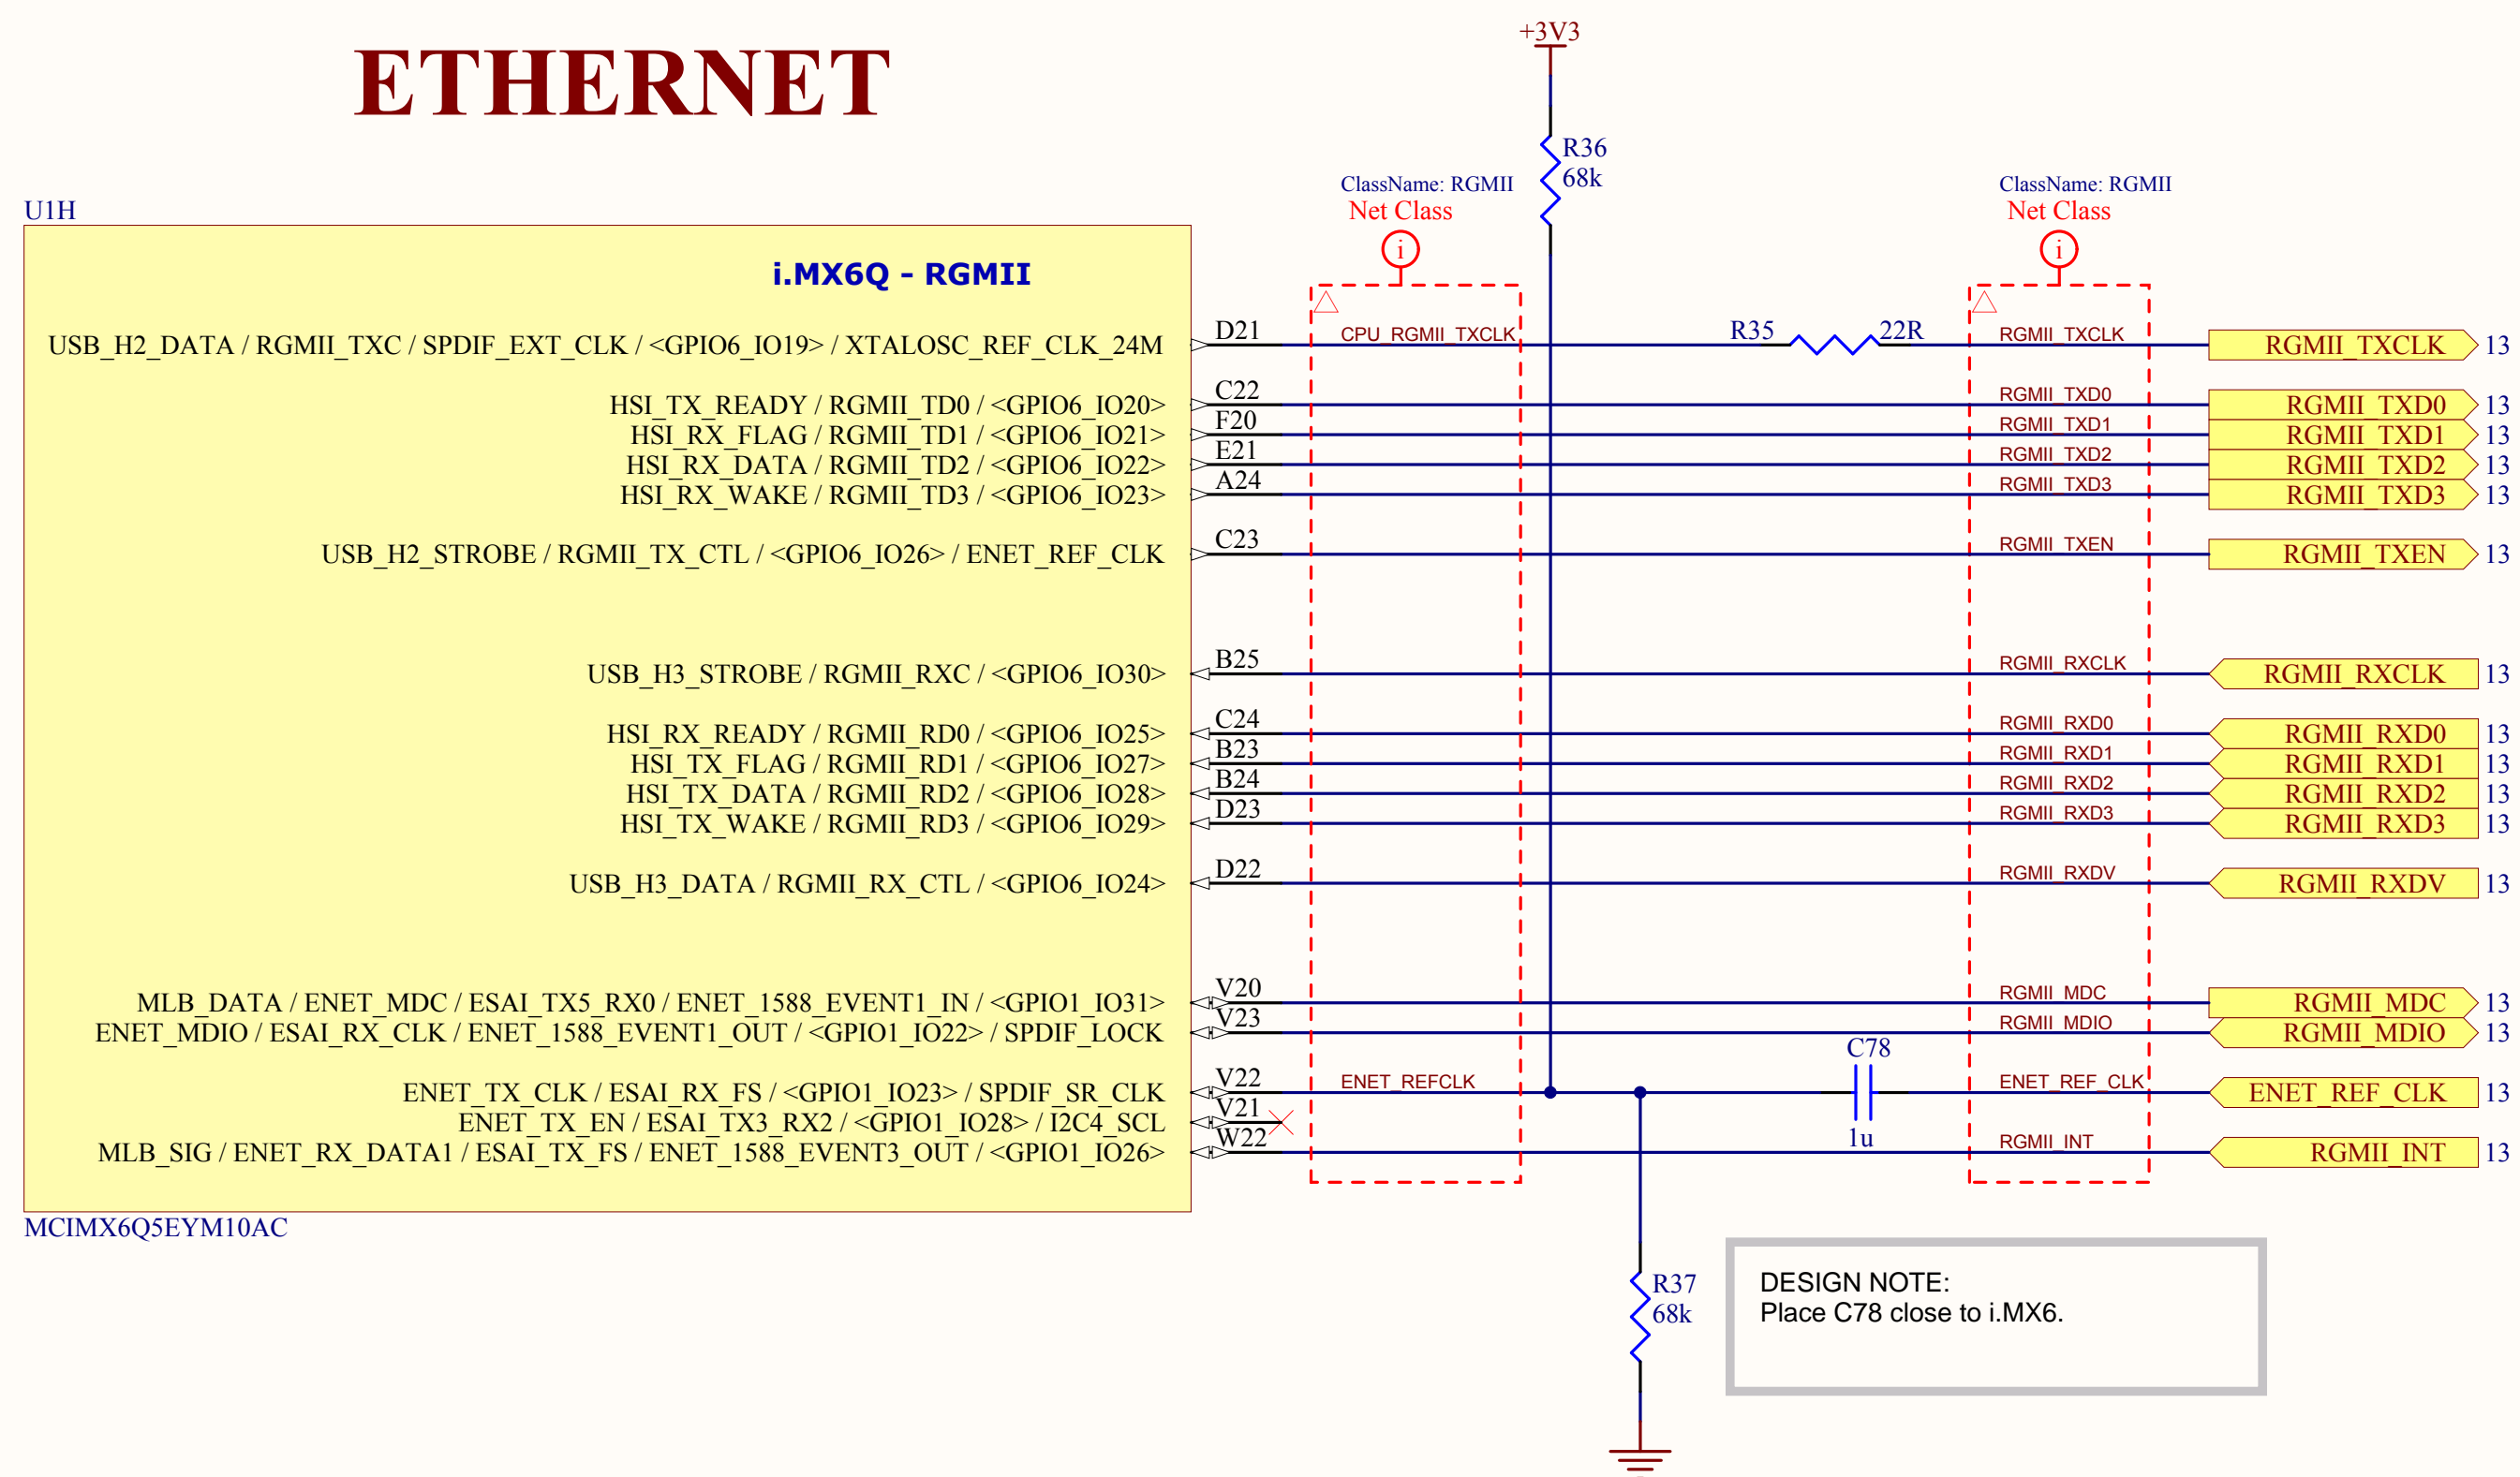 ETHERNET
+3V3
R36
68k
ClassName: RGMII
Net Class
i
ClassName: RGMII
Net Class
i
U1H
i.MX6Q - RGMII
USB_H2_DATA / RGMII_TXC / SPDIF_EXT_CLK / <GPIO6_IO19> / XTALOSC_REF_CLK_24M D21 CPU_RGMII_TXCLK R35 22R RGMII_TXCLK RGMII_TXCLK 13
HSI_TX_READY / RGMII_TD0 / <GPIO6_IO20> C22 RGMII_TXD0 RGMII_TXD0 13
HSI_RX_FLAG / RGMII_TD1 / <GPIO6_IO21> F20 RGMII_TXD1 RGMII_TXD1 13
HSI_RX_DATA / RGMII_TD2 / <GPIO6_IO22> E21 RGMII_TXD2 RGMII_TXD2 13
HSI_RX_WAKE / RGMII_TD3 / <GPIO6_IO23> A24 RGMII_TXD3 RGMII_TXD3 13
USB_H2_STROBE / RGMII_TX_CTL / <GPIO6_IO26> / ENET_REF_CLK C23 RGMII_TXEN RGMII_TXEN 13
USB_H3_STROBE / RGMII_RXC / <GPIO6_IO30> B25 RGMII_RXCLK RGMII_RXCLK 13
HSI_RX_READY / RGMII_RD0 / <GPIO6_IO25> C24 RGMII_RXD0 RGMII_RXD0 13
HSI_TX_FLAG / RGMII_RD1 / <GPIO6_IO27> B23 RGMII_RXD1 RGMII_RXD1 13
HSI_TX_DATA / RGMII_RD2 / <GPIO6_IO28> B24 RGMII_RXD2 RGMII_RXD2 13
HSI_TX_WAKE / RGMII_RD3 / <GPIO6_IO29> D23 RGMII_RXD3 RGMII_RXD3 13
USB_H3_DATA / RGMII_RX_CTL / <GPIO6_IO24> D22 RGMII_RXDV RGMII_RXDV 13
MLB_DATA / ENET_MDC / ESAI_TX5_RX0 / ENET_1588_EVENT1_IN / <GPIO1_IO31> V20 RGMII_MDC RGMII_MDC 13
ENET_MDIO / ESAI_RX_CLK / ENET_1588_EVENT1_OUT / <GPIO1_IO22> / SPDIF_LOCK V23 RGMII_MDIO RGMII_MDIO 13
C78
ENET_TX_CLK / ESAI_RX_FS / <GPIO1_IO23> / SPDIF_SR_CLK V22 ENET_REFCLK ENET_REF_CLK ENET_REF_CLK 13
ENET_TX_EN / ESAI_TX3_RX2 / <GPIO1_IO28> / I2C4_SCL V21
1u
MLB_SIG / ENET_RX_DATA1 / ESAI_TX_FS / ENET_1588_EVENT3_OUT / <GPIO1_IO26> W22 RGMII_INT RGMII_INT 13
MCIMX6Q5EYM10AC
R37
68k
DESIGN NOTE:
Place C78 close to i.MX6.